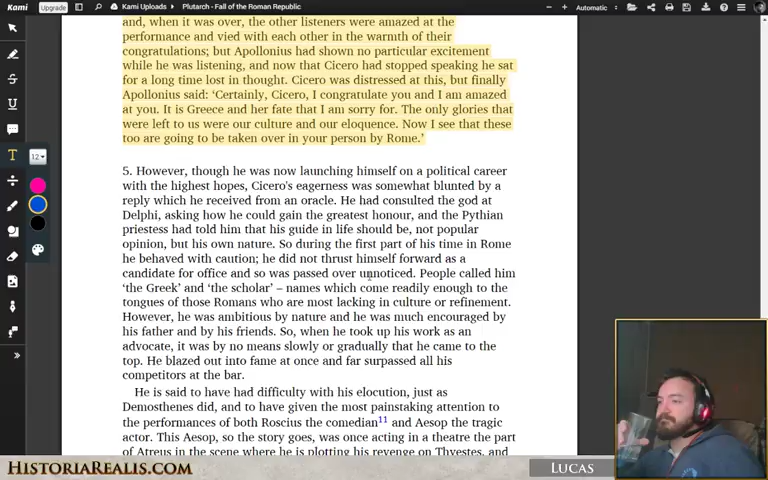 Kami Upgrade Kami Uploads > Plutarch - Fall of the Roman Republic Automatic
and, when it was over, the other listeners were amazed at the
performance and vied with each other in the warmth of their
congratulations; but Apollonius had shown no particular excitement
while he was listening, and now that Cicero had stopped speaking he sat
for a long time lost in thought. Cicero was distressed at this, but finally
Apollonius said: ‘Certainly, Cicero, I congratulate you and I am amazed
at you. It is Greece and her fate that I am sorry for. The only glories that
were left to us were our culture and our eloquence. Now I see that these
too are going to be taken over in your person by Rome.’
12
5. However, though he was now launching himself on a political career
with the highest hopes, Cicero's eagerness was somewhat blunted by a
reply which he received from an oracle. He had consulted the god at
Delphi, asking how he could gain the greatest honour, and the Pythian
priestess had told him that his guide in life should be, not popular
opinion, but his own nature. So during the first part of his time in Rome
he behaved with caution; he did not thrust himself forward as a
candidate for office and so was passed over unnoticed. People called him
‘the Greek’ and ‘the scholar’ – names which come readily enough to the
tongues of those Romans who are most lacking in culture or refinement.
However, he was ambitious by nature and he was much encouraged by
his father and by his friends. So, when he took up his work as an
advocate, it was by no means slowly or gradually that he came to the
top. He blazed out into fame at once and far surpassed all his
competitors at the bar.
He is said to have had difficulty with his elocution, just as
Demosthenes did, and to have given the most painstaking attention to
the performances of both Roscius the comedian11 and Aesop the tragic
actor. This Aesop, so the story goes, was once acting in a theatre the part
of Atreus in the scene where he is plotting his revenge on Thyestes, and
HISTORIAREALIS.COM
LUCAS